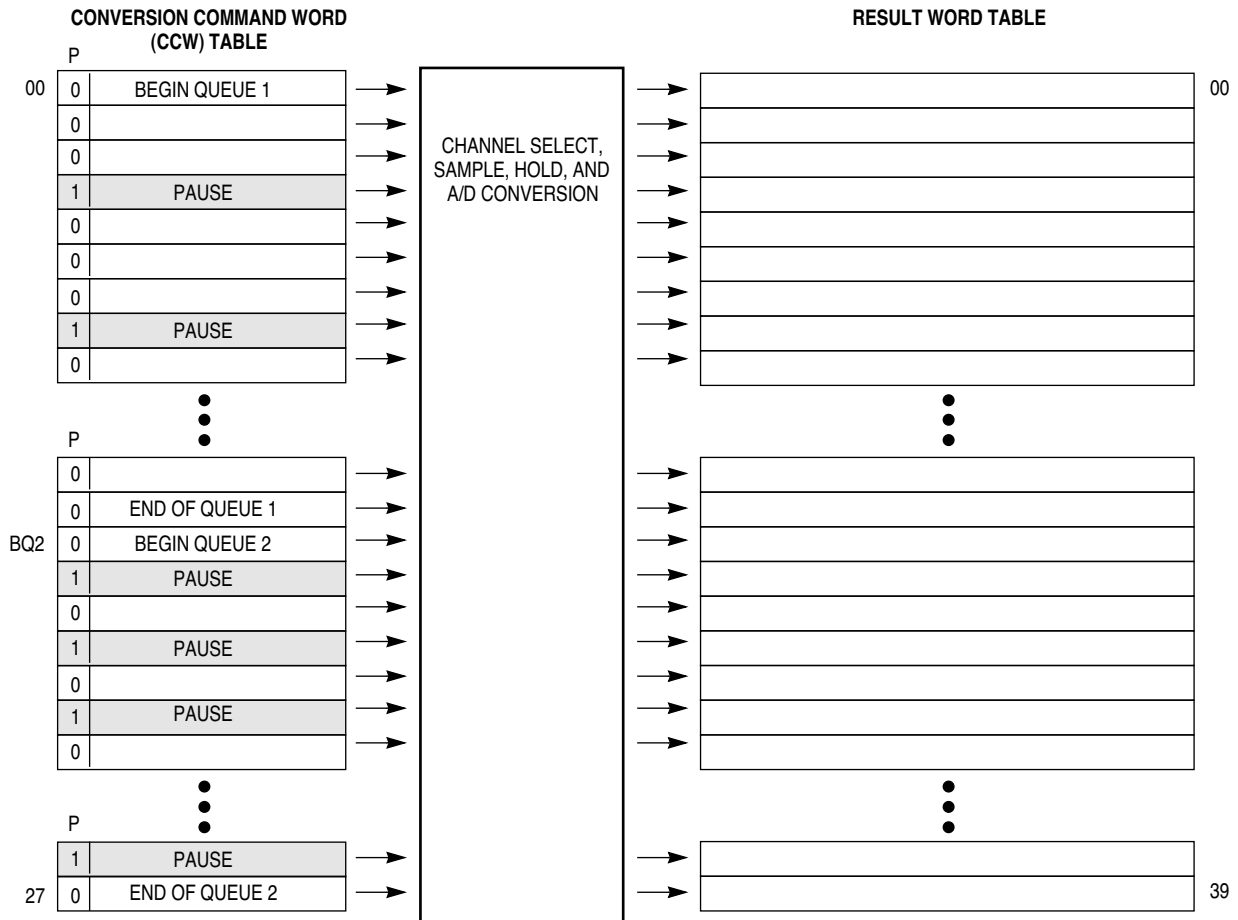 CONVERSION COMMAND WORD
(CCW) TABLE
RESULT WORD TABLE
P
00 0 BEGIN QUEUE 1 00
0
0
1 PAUSE
0
0
0
1 PAUSE
0
CHANNEL SELECT,
SAMPLE, HOLD, AND
A/D CONVERSION
P
0
0 END OF QUEUE 1
BQ2 0 BEGIN QUEUE 2
1 PAUSE
0
1 PAUSE
0
1 PAUSE
0
P
1 PAUSE
27 0 END OF QUEUE 2 39